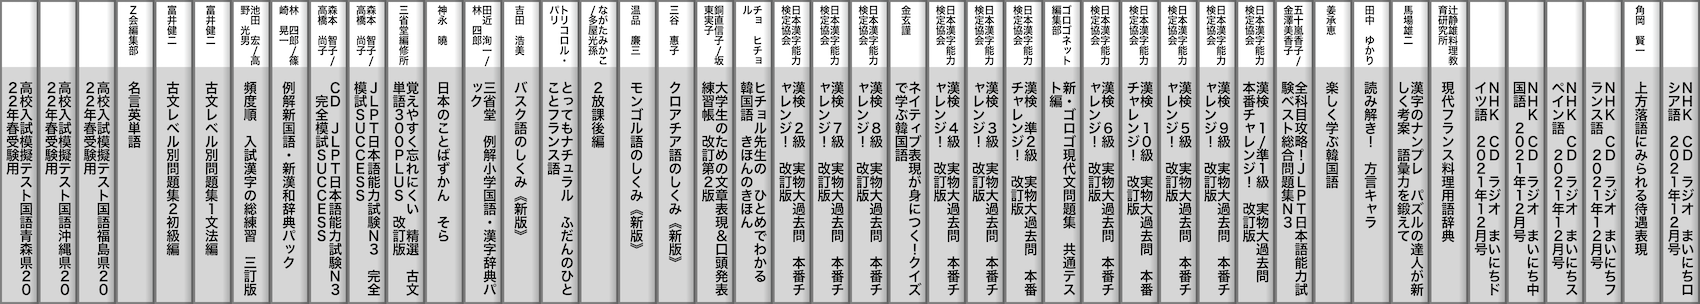 NHK CD ラジオ まいにちロ
シア語 2021年12月号
角岡 賢一
上方落語にみられる待遇表現
NHK CD ラジオ まいにちフ
ランス語 2021年12月号
NHK CD ラジオ まいにちス
ペイン語 2021年12月号
NHK CD ラジオ まいにち中
国語 2021年12月号
NHK CD ラジオ まいにちド
イツ語 2021年12月号
辻静雄料理教
育研究所
現代フランス料理用語辞典
馬場雄二
漢字のナンプレ パズルの達人が新
しく考案 語彙力を鍛えて
田中 ゆかり
読み解き! 方言キャラ
姜承恵
楽しく学ぶ韓国語
五十嵐香子/
金澤美香子
全科目攻略!JLPT日本語能力試
験ベスト総合問題集N3
日本漢字能力
検定協会
漢検 1/準1級 実物大過去問
本番チャレンジ! 改訂版
日本漢字能力
検定協会
漢検 9級 実物大過去問 本番チ
ャレンジ! 改訂版
日本漢字能力
検定協会
漢検 5級 実物大過去問 本番チ
ャレンジ! 改訂版
日本漢字能力
検定協会
漢検 10級 実物大過去問 本番
チャレンジ! 改訂版
日本漢字能力
検定協会
漢検 6級 実物大過去問 本番チ
ャレンジ! 改訂版
ゴロゴネット
編集部
新・ゴロゴ現代文問題集 共通テス
ト編
日本漢字能力
検定協会
漢検 準2級 実物大過去問 本番
チャレンジ! 改訂版
日本漢字能力
検定協会
漢検 3級 実物大過去問 本番チ
ャレンジ! 改訂版
日本漢字能力
検定協会
漢検 4級 実物大過去問 本番チ
ャレンジ! 改訂版
金玄謹
ネイティブ表現が身につく!クイズ
で学ぶ韓国語
日本漢字能力
検定協会
漢検 8級 実物大過去問 本番チ
ャレンジ! 改訂版
日本漢字能力
検定協会
漢検 7級 実物大過去問 本番チ
ャレンジ! 改訂版
日本漢字能力
検定協会
漢検 2級 実物大過去問 本番チ
ャレンジ! 改訂版
チョ ヒチョ
ル
ヒチョル先生の ひとめでわかる
韓国語 きほんのきほん
銅直信子/坂
東実子
大学生のための文章表現&口頭発表
練習帳 改訂第2版
三谷 惠子
クロアチア語のしくみ《新版》
温品 廉三
モンゴル語のしくみ《新版》
ながたみかこ
/多屋光孫
2放課後編
トリコロル・
パリ
とってもナチュラル ふだんのひと
ことフランス語
吉田 浩美
バスク語のしくみ《新版》
田近 洵一/
林 四郎
三省堂 例解小学国語・漢字辞典パ
ック
神永 曉
日本のことばずかん そら
三省堂編修所
覚えやすく忘れにくい 精選 古文
単語300PLUS 改訂版
森本 智子/
高橋 尚子
JLPT日本語能力試験N3 完全
模試SUCCESS
森本 智子/
高橋 尚子
CD JLPT日本語能力試験N3
完全模試SUCCESS
林 四郎/篠
崎 晃一
例解新国語・新漢和辞典パック
池田 宏/高
野 光男
頻度順 入試漢字の総練習 三訂版
富井健二
古文レベル別問題集1文法編
富井健二
古文レベル別問題集2初級編
Z会編集部
名言英単語
高校入試模擬テスト国語福島県20
22年春受験用
高校入試模擬テスト国語沖縄県20
22年春受験用
高校入試模擬テスト国語青森県20
22年春受験用